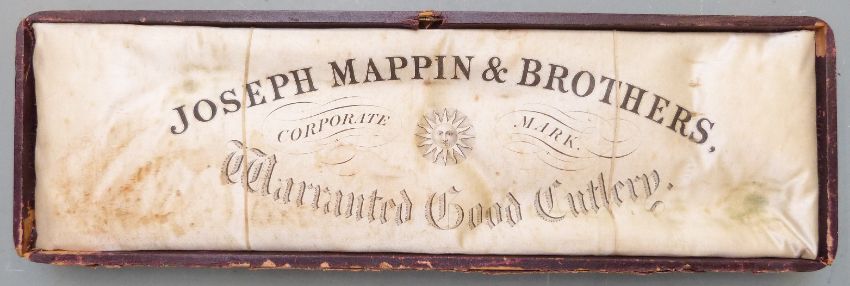 JOSEPH MAPPIN & BROTHERS,
CORPORATE MARK.
Warranted Good Cutlery.